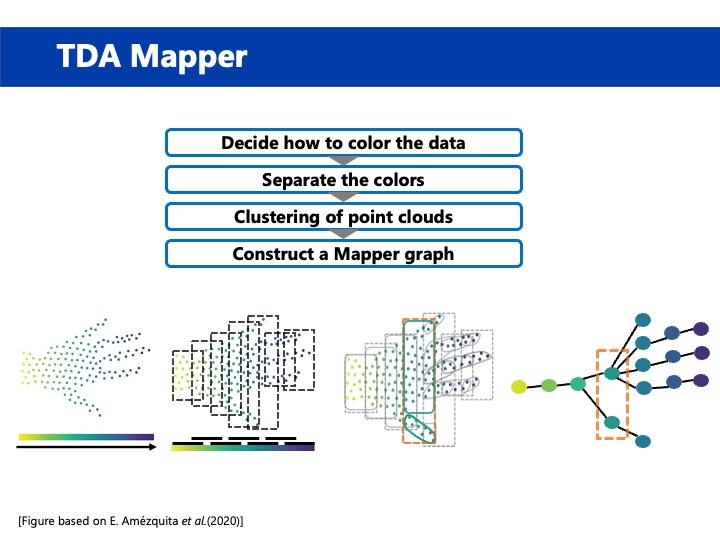 TDA Mapper
Decide how to color the data
Separate the colors
Clustering of point clouds
Construct a Mapper graph
[Figure based on E. Amézquita et al.(2020)]